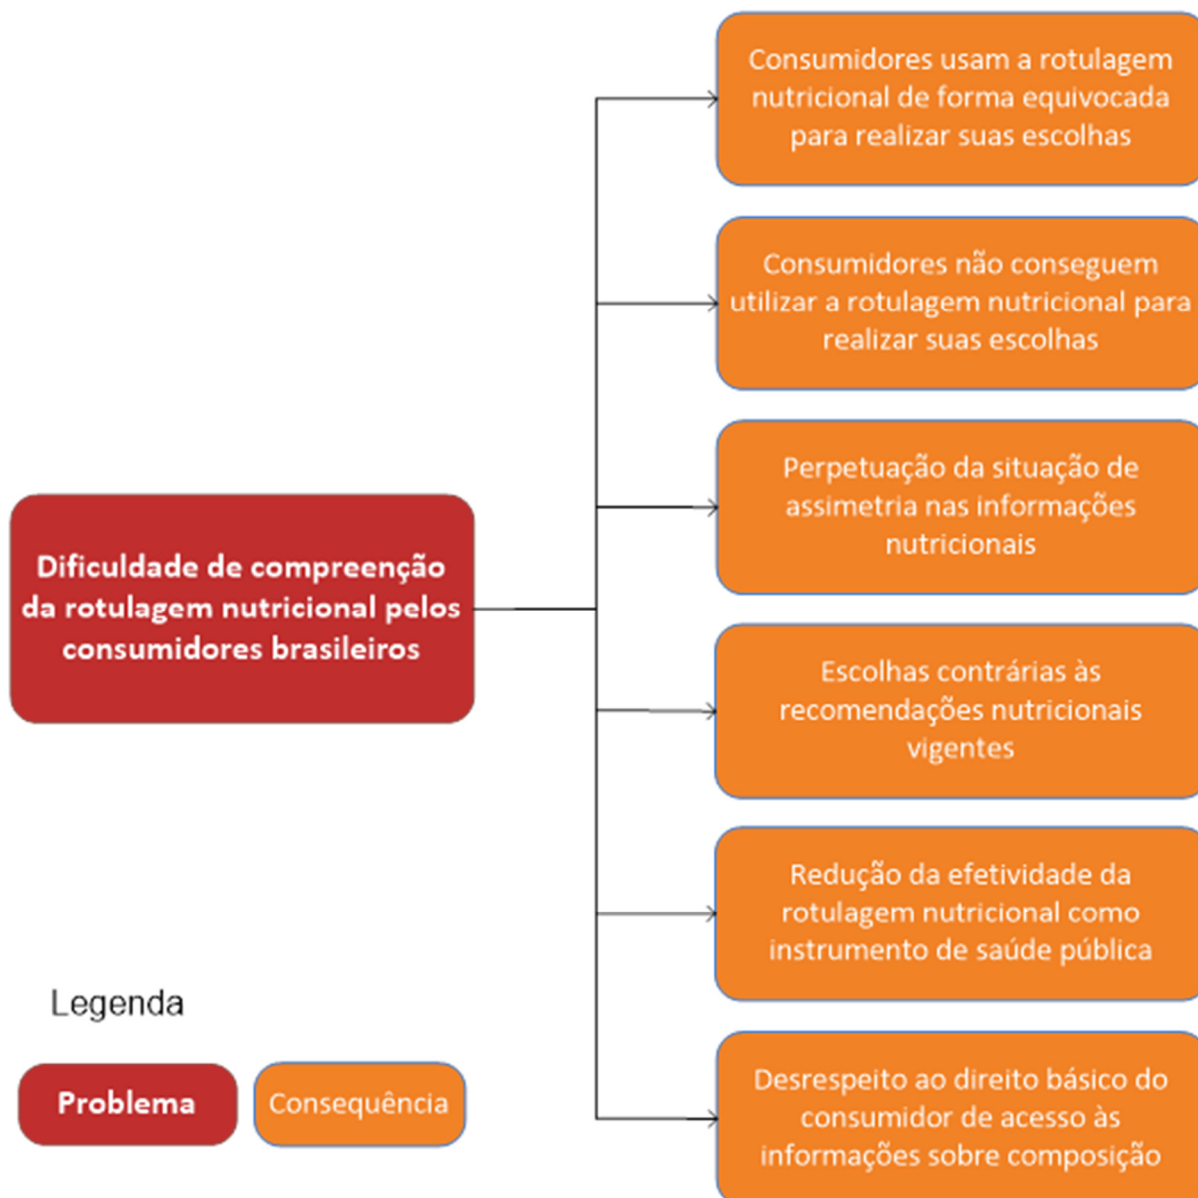 Consumidores usam a rotulagem
nutricional de forma equivocada
para realizar suas escolhas
Consumidores não conseguem
utilizar a rotulagem nutricional para
realizar suas escolhas
Perpetuação da situação de
assimetria nas informações
nutricionais
Dificuldade de compreenção
da rotulagem nutricional pelos
consumidores brasileiros
Escolhas contrárias às
recomendações nutricionais
vigentes
Redução da efetividade da
rotulagem nutricional como
instrumento de saúde pública
Desrespeito ao direito básico do
consumidor de acesso às
informações sobre composição
Legenda
Problema
Consequência